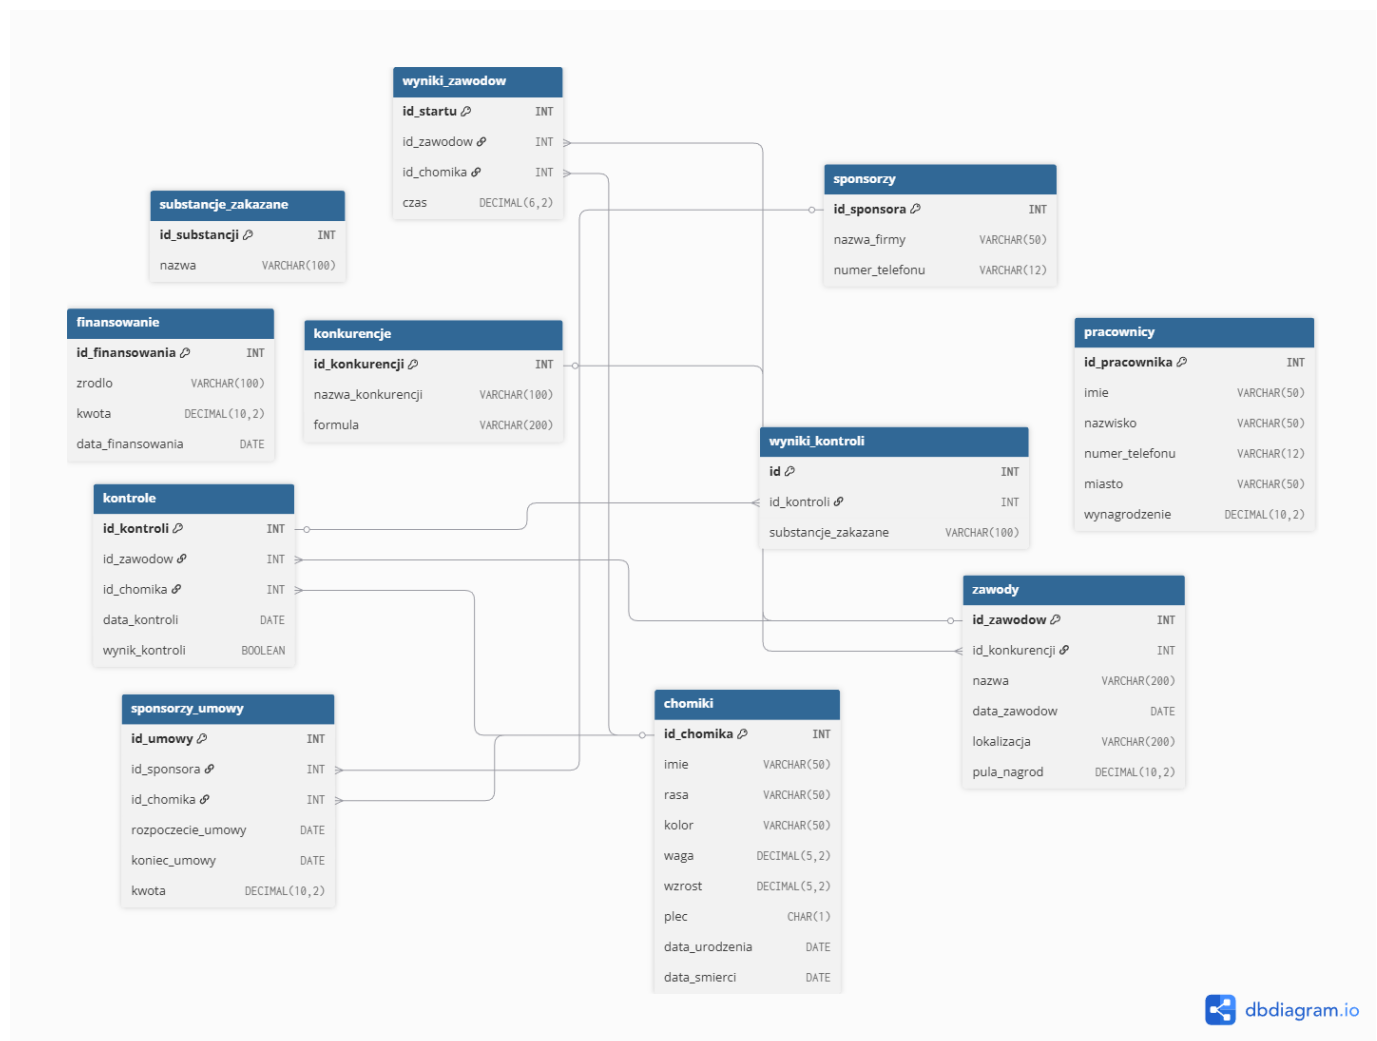 wyniki_zawodow
id_startu INT
id_zawodow INT
id_chomika INT
czas DECIMAL(6,2)
sponsorzy
id_sponsora INT
nazwa_firmy VARCHAR(50)
numer_telefonu VARCHAR(12)
substancje_zakazane
id_substancji INT
nazwa VARCHAR(100)
finansowanie
id_finansowania INT
zrodlo VARCHAR(100)
kwota DECIMAL(10,2)
data_finansowania DATE
konkurencje
id_konkurencji INT
nazwa_konkurencji VARCHAR(100)
formula VARCHAR(200)
pracownicy
id_pracownika INT
imie VARCHAR(50)
nazwisko VARCHAR(50)
numer_telefonu VARCHAR(12)
miasto VARCHAR(50)
wynagrodzenie DECIMAL(10,2)
wyniki_kontroli
id INT
id_kontroli INT
substancje_zakazane VARCHAR(100)
kontrole
id_kontroli INT
id_zawodow INT
id_chomika INT
data_kontroli DATE
wynik_kontroli BOOLEAN
zawody
id_zawodow INT
id_konkurencji INT
nazwa VARCHAR(200)
data_zawodow DATE
lokalizacja VARCHAR(200)
pula_nagrod DECIMAL(10,2)
sponsorzy_umowy
id_umowy INT
id_sponsora INT
id_chomika INT
rozpoczecie_umowy DATE
koniec_umowy DATE
kwota DECIMAL(10,2)
chomiki
id_chomika INT
imie VARCHAR(50)
rasa VARCHAR(50)
kolor VARCHAR(50)
waga DECIMAL(5,2)
wzrost DECIMAL(5,2)
plec CHAR(1)
data_urodzenia DATE
data_smierci DATE
dbdiagram.io